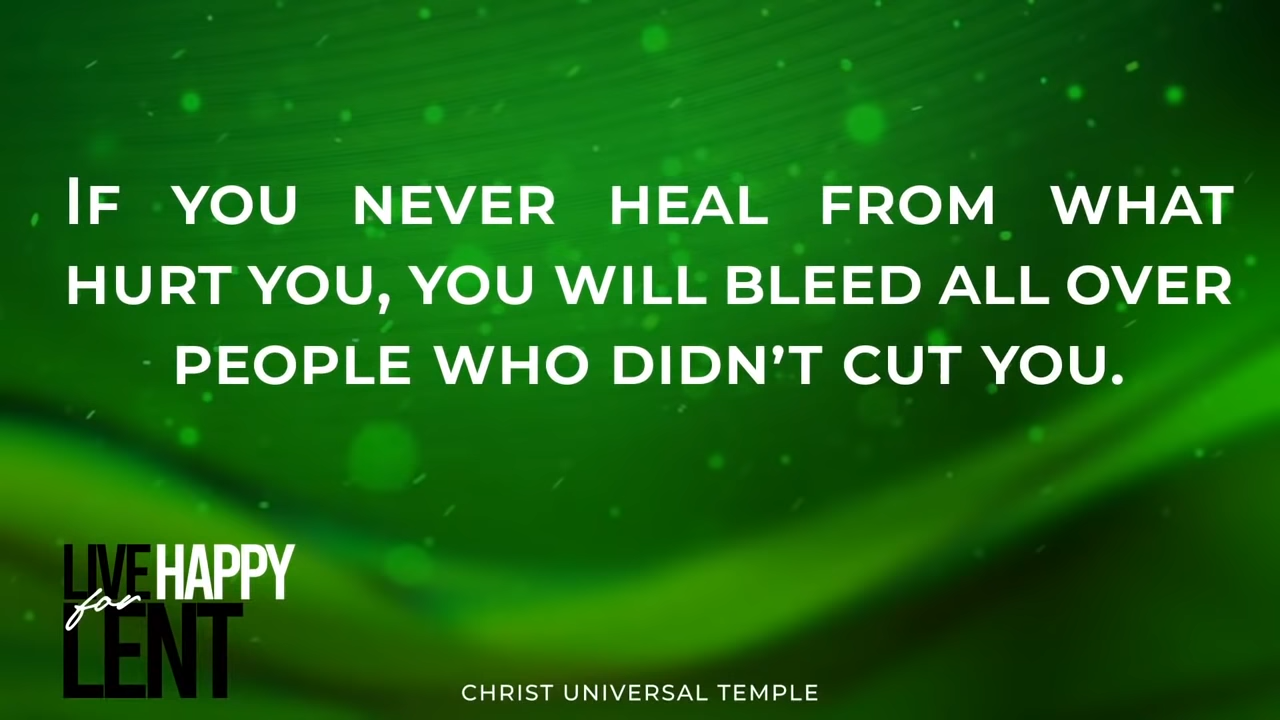 IF YOU NEVER HEAL FROM WHAT
HURT YOU, YOU WILL BLEED ALL OVER
PEOPLE WHO DIDN’T CUT YOU.
LIVE HAPPY
for
LENT
CHRIST UNIVERSAL TEMPLE